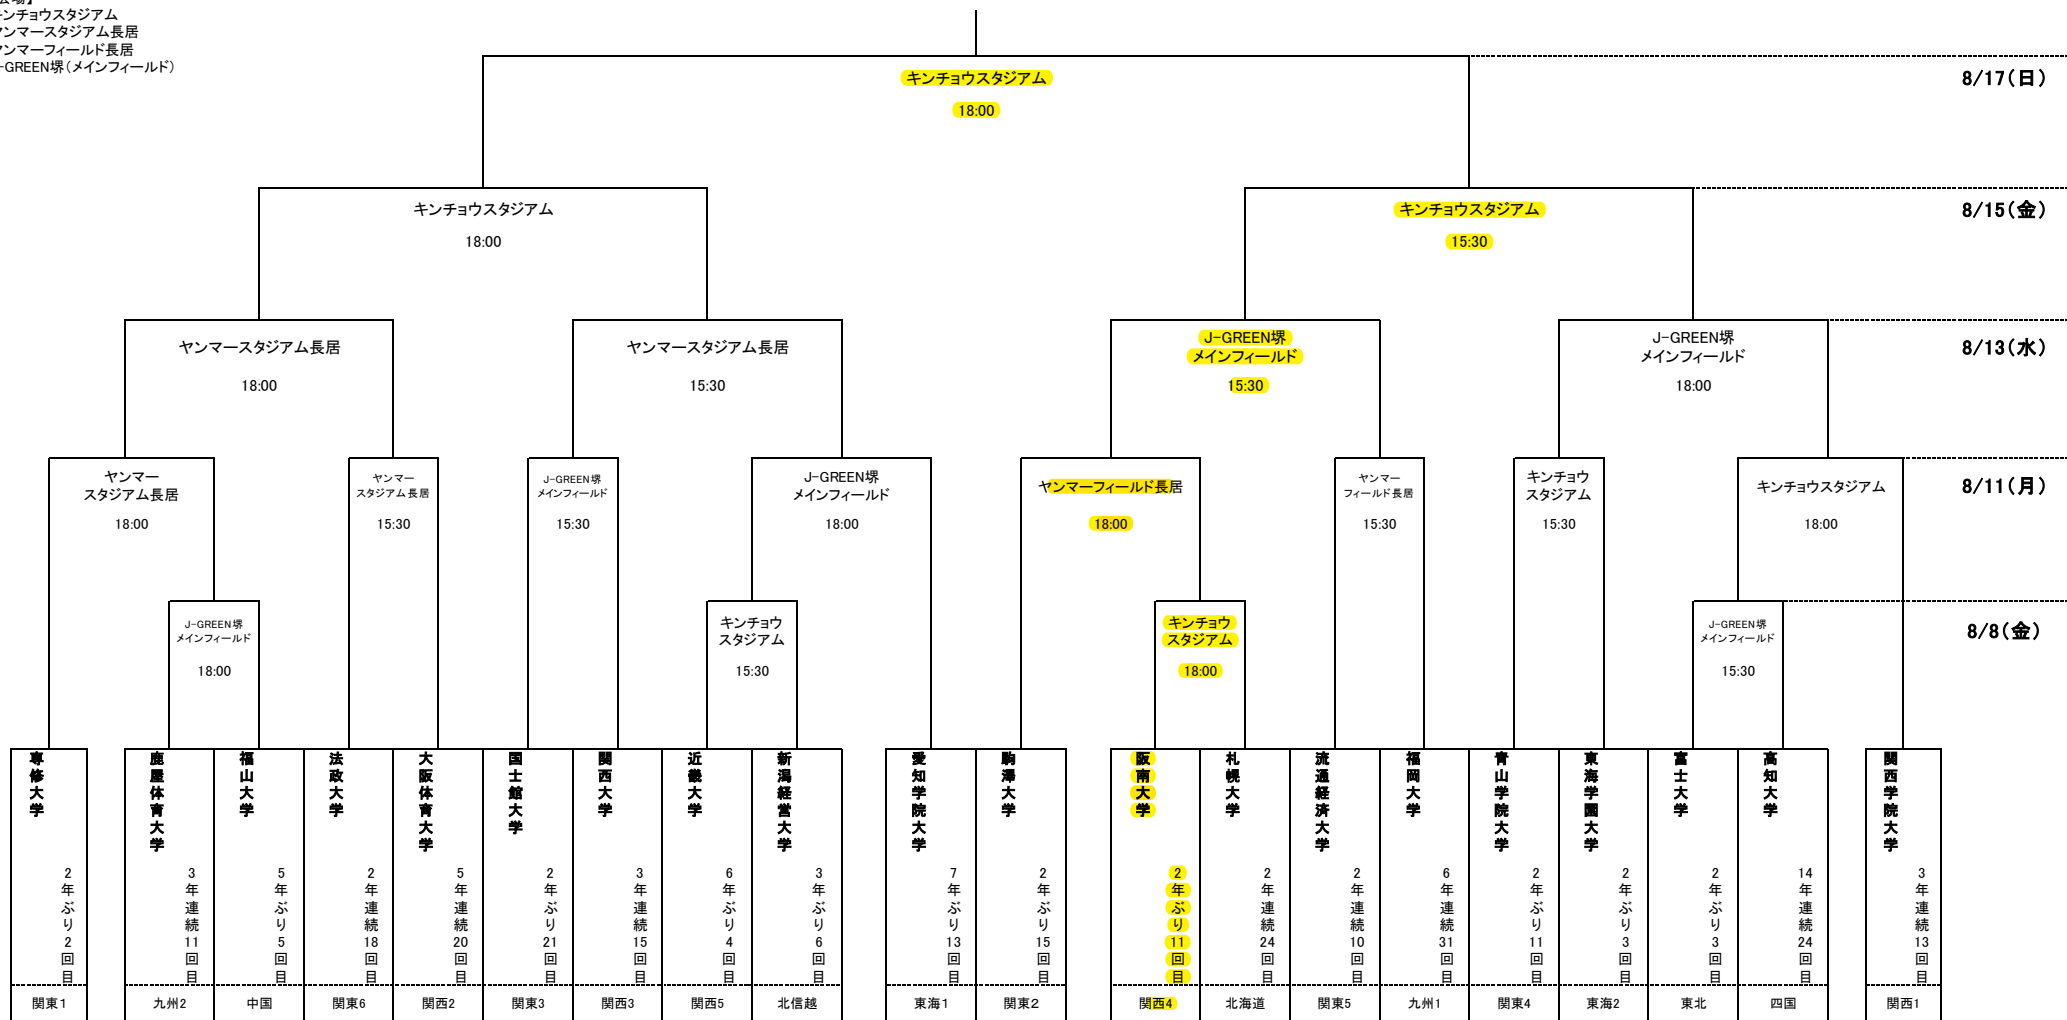 キンチョウスタジアム
ヤンマースタジアム長居
ヤンマーフィールド長居
J-GREEN堺(メインフィールド)
キンチョウスタジアム
18:00
8/17(日)
キンチョウスタジアム
18:00
キンチョウスタジアム
15:30
8/15(金)
ヤンマースタジアム長居
18:00
ヤンマースタジアム長居
15:30
J-GREEN堺
メインフィールド
15:30
J-GREEN堺
メインフィールド
18:00
8/13(水)
ヤンマー
スタジアム長居
18:00
ヤンマー
スタジアム長居
15:30
J-GREEN堺
メインフィールド
15:30
J-GREEN堺
メインフィールド
18:00
ヤンマーフィールド長居
18:00
ヤンマー
フィールド長居
15:30
キンチョウ
スタジアム
15:30
キンチョウスタジアム
18:00
8/11(月)
J-GREEN堺
メインフィールド
18:00
キンチョウ
スタジアム
15:30
キンチョウ
スタジアム
18:00
J-GREEN堺
メインフィールド
15:30
8/8(金)
専修大学
2年ぶり2回目
関東1
鹿屋体育大学
3年連続11回目
九州2
福山大学
5年ぶり5回目
中国
法政大学
2年連続18回目
関東6
大阪体育大学
5年連続20回目
関西2
国士館大学
2年ぶり21回目
関東3
関西大学
3年連続15回目
関西3
近畿大学
6年ぶり4回目
関西5
新潟経営大学
3年ぶり6回目
北信越
愛知学院大学
7年ぶり13回目
東海1
駒澤大学
2年ぶり15回目
関東2
阪南大学
2年ぶり11回目
関西4
札幌大学
2年連続24回目
北海道
流通経済大学
2年連続10回目
関東5
福岡大学
6年連続31回目
九州1
青山学院大学
2年ぶり11回目
関東4
東海学園大学
2年ぶり3回目
東海2
富士大学
2年ぶり3回目
東北
高知大学
14年連続24回目
四国
関西学院大学
3年連続13回目
関西1